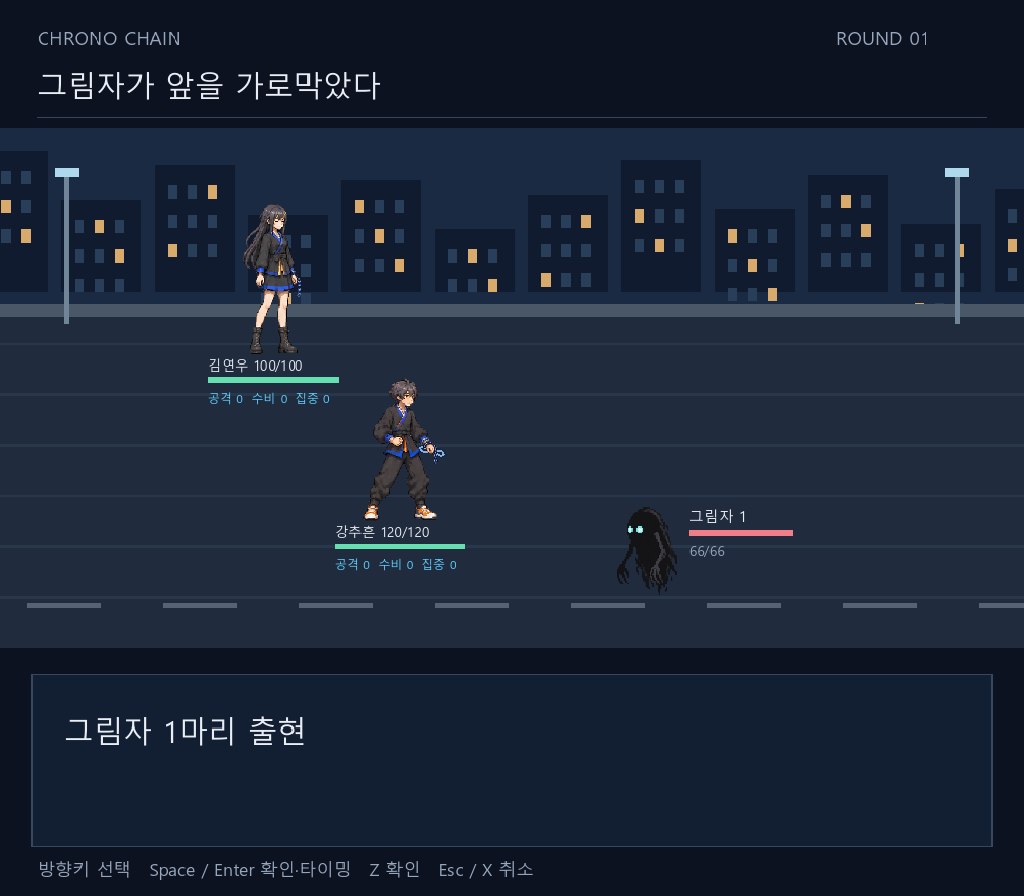 CHRONO CHAIN
ROUND 01
그림자가 앞을 가로막았다
김연우 100/100
공격 0 수비 0 집중 0
강추흔 120/120
공격 0 수비 0 집중 0
그림자 1
66/66
그림자 1마리 출현
방향키 선택 Space / Enter 확인·타이밍 Z 확인 Esc / X 취소